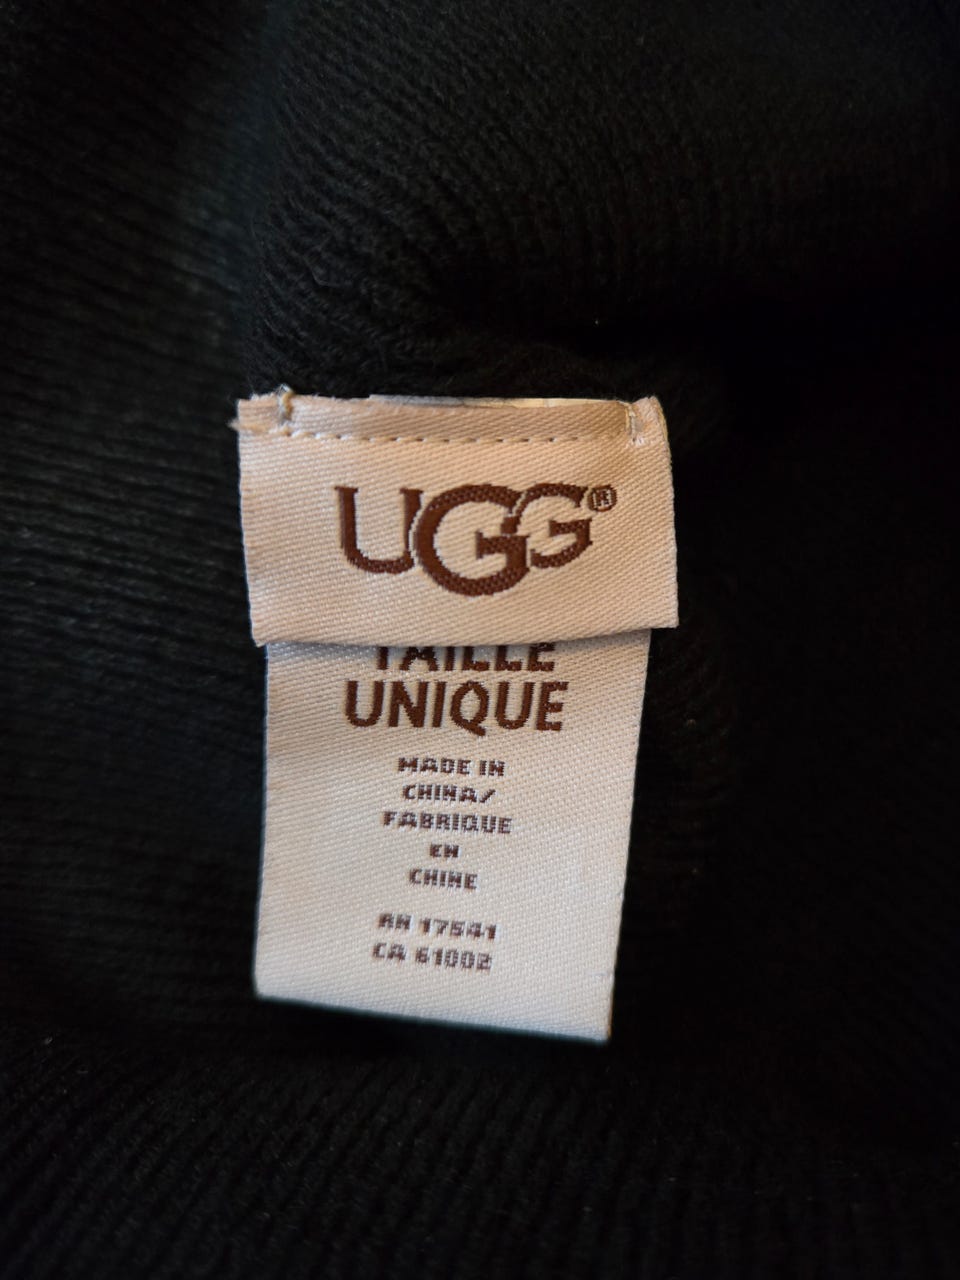 UGG®
TAILLE
UNIQUE
MADE IN
CHINA/
FABRIQUE
EN
CHINE
RN 17541
CA 61002